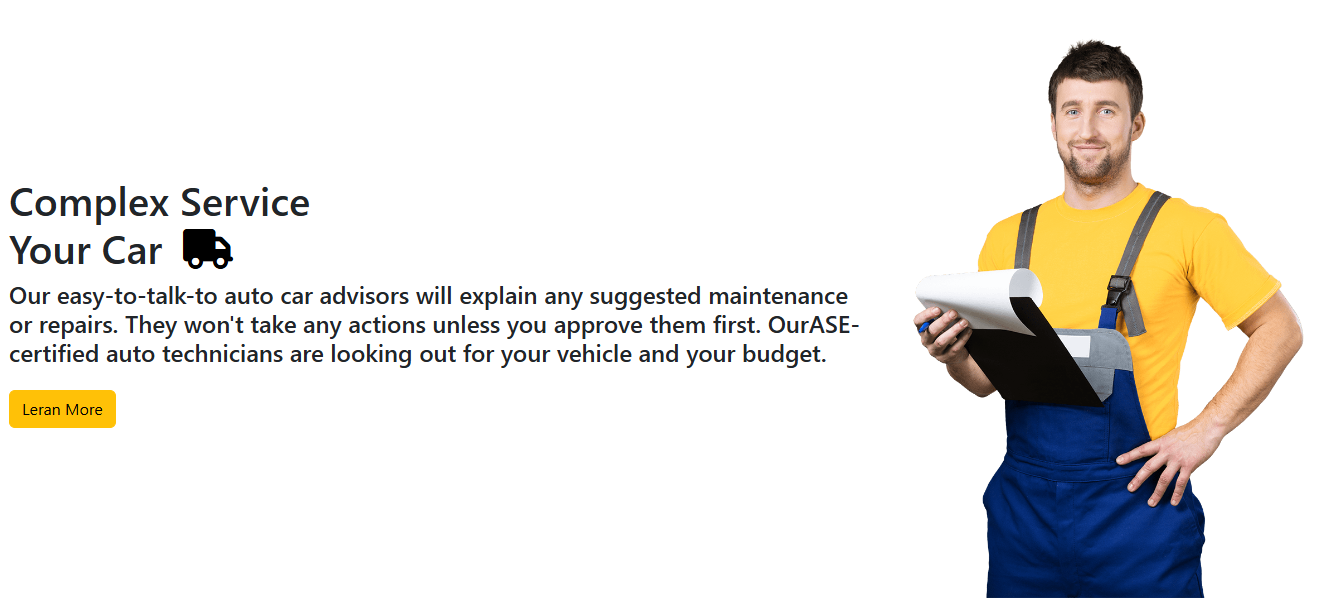 Complex Service
Your Car
Our easy-to-talk-to auto car advisors will explain any suggested maintenance
or repairs. They won't take any actions unless you approve them first. OurASE-
certified auto technicians are looking out for your vehicle and your budget.
Leran More